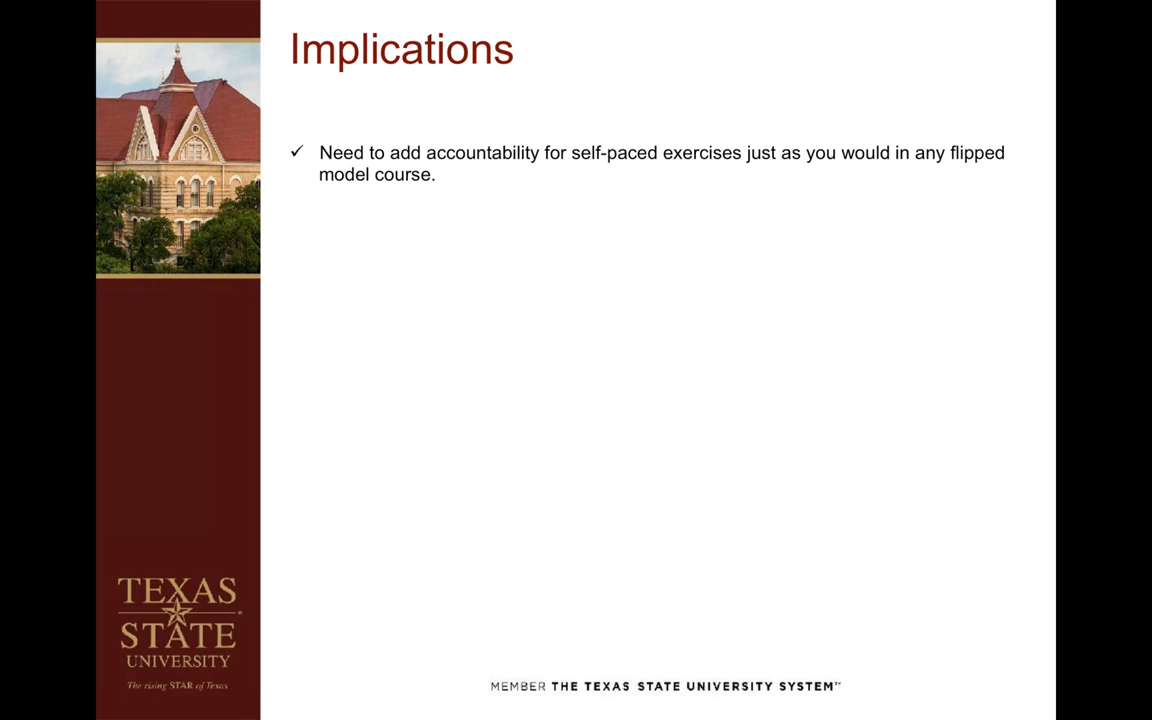 Implications
✓ Need to add accountability for self-paced exercises just as you would in any flipped
model course.
TEXAS
STATE
UNIVERSITY
The rising STAR of Texas
MEMBER THE TEXAS STATE UNIVERSITY SYSTEM™